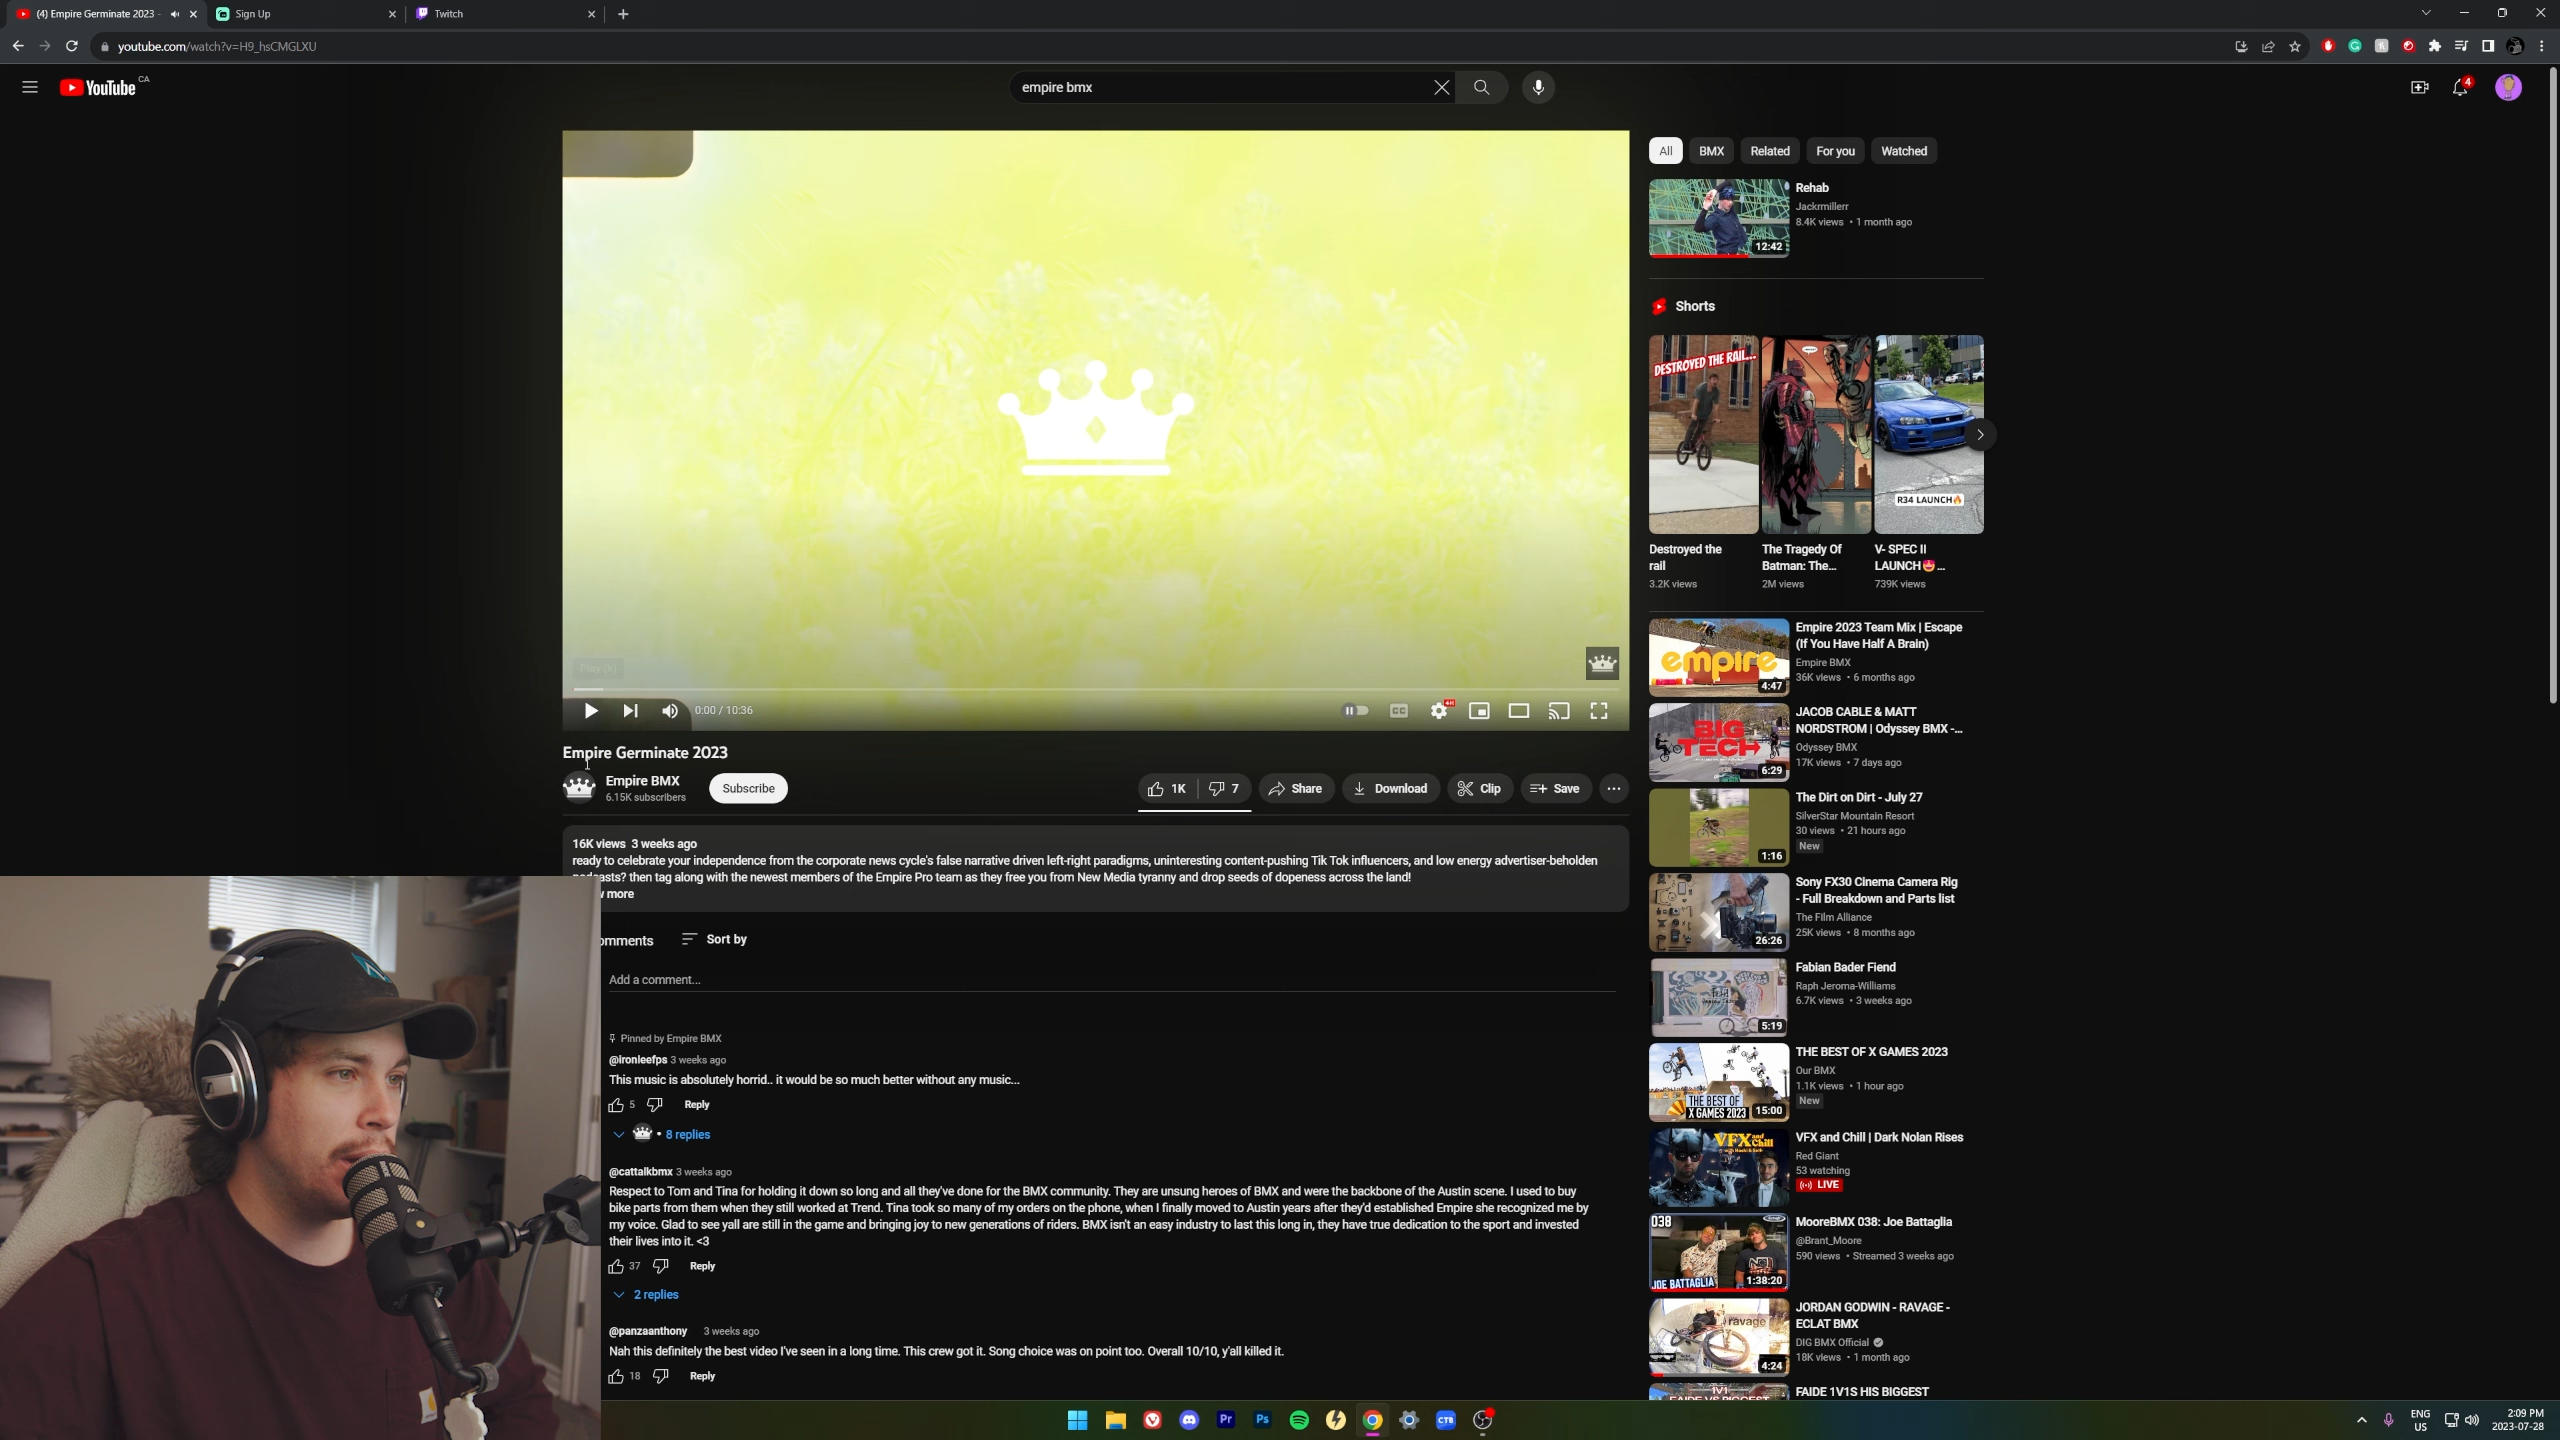 (4) Empire Germinate 2023 -
Sign Up
Twitch
youtube.com/watch?v=H9_hsCMGLXU
YouTube CA
empire bmx
4
All
BMX
Related
For you
Watched
Rehab
Jackrmillerr
8.4K views • 1 month ago
12:42
Shorts
DESTROYED THE RAIL...
R34 LAUNCH🔥
Destroyed the
rail
3.2K views
The Tragedy Of
Batman: The...
2M views
V- SPEC II
LAUNCH🤩...
739K views
Play (k)
0:00 / 10:36
CC
Empire Germinate 2023
Empire BMX
6.15K subscribers
Subscribe
1K
7
Share
Download
Clip
Save
16K views 3 weeks ago
ready to celebrate your independence from the corporate news cycle's false narrative driven left-right paradigms, uninteresting content-pushing Tik Tok influencers, and low energy advertiser-beholden
podcasts? then tag along with the newest members of the Empire Pro team as they free you from New Media tyranny and drop seeds of dopeness across the land!
more
omments
Sort by
Add a comment...
Pinned by Empire BMX
@ironleefps 3 weeks ago
This music is absolutely horrid.. it would be so much better without any music...
5
Reply
• 8 replies
@cattalkbmx 3 weeks ago
Respect to Tom and Tina for holding it down so long and all they've done for the BMX community. They are unsung heroes of BMX and were the backbone of the Austin scene. I used to buy
bike parts from them when they still worked at Trend. Tina took so many of my orders on the phone, when I finally moved to Austin years after they'd established Empire she recognized me by
my voice. Glad to see yall are still in the game and bringing joy to new generations of riders. BMX isn't an easy industry to last this long in, they have true dedication to the sport and invested
their lives into it. <3
37
Reply
2 replies
@panzaanthony 3 weeks ago
Nah this definitely the best video I've seen in a long time. This crew got it. Song choice was on point too. Overall 10/10, y'all killed it.
18
Reply
empire
4:47
Empire 2023 Team Mix | Escape
(If You Have Half A Brain)
Empire BMX
36K views • 6 months ago
BIG
TECH
6:29
JACOB CABLE & MATT
NORDSTROM | Odyssey BMX -...
Odyssey BMX
17K views • 7 days ago
1:16
The Dirt on Dirt - July 27
SilverStar Mountain Resort
30 views • 21 hours ago
New
26:26
Sony FX30 Cinema Camera Rig
- Full Breakdown and Parts list
The Film Alliance
25K views • 8 months ago
5:19
Fabian Bader Fiend
Raph Jeroma-Williams
6.7K views • 3 weeks ago
THE BEST OF
X GAMES 2023
15:00
THE BEST OF X GAMES 2023
Our BMX
1.1K views • 1 hour ago
New
VFX and Chill
VFX and Chill | Dark Nolan Rises
Red Giant
53 watching
LIVE
038
JOE BATTAGLIA
1:38:20
MooreBMX 038: Joe Battaglia
@Brant_Moore
590 views • Streamed 3 weeks ago
ravage
4:24
JORDAN GODWIN - RAVAGE -
ECLAT BMX
DIG BMX Official
18K views • 1 month ago
1V1
FAIDE 1V1S HIS BIGGEST
Pr
Ps
CTB
ENG
US
2:09 PM
2023-07-28